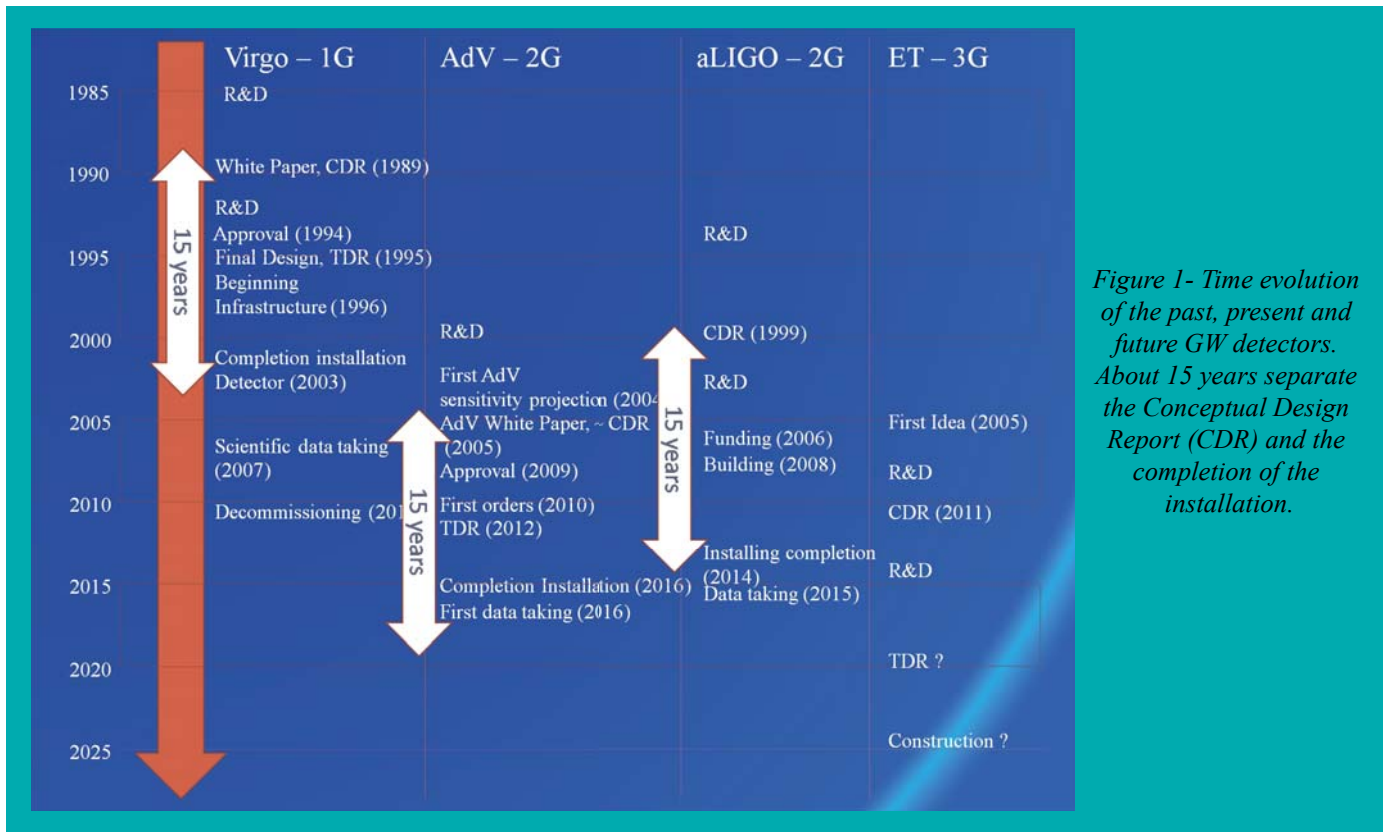 Virgo – 1G
AdV – 2G
aLIGO – 2G
ET – 3G
1985
1990
1995
2000
2005
2010
2015
2020
2025
15 years
R&D
White Paper, CDR (1989)
R&D
Approval (1994)
Final Design, TDR (1995)
Beginning
Infrastructure (1996)
Completion installation
Detector (2003)
Scientific data taking
(2007)
Decommissioning (201
15 years
R&D
First AdV
sensitivity projection (2004
AdV White Paper, ~ CDR
(2005)
Approval (2009)
First orders (2010)
TDR (2012)
Completion Installation (2016)
First data taking (2016)
15 years
R&D
CDR (1999)
R&D
Funding (2006)
Building (2008)
Installing completion
(2014)
Data taking (2015)
First Idea (2005)
R&D
CDR (2011)
R&D
TDR ?
Construction ?
Figure 1- Time evolution
of the past, present and
future GW detectors.
About 15 years separate
the Conceptual Design
Report (CDR) and the
completion of the
installation.